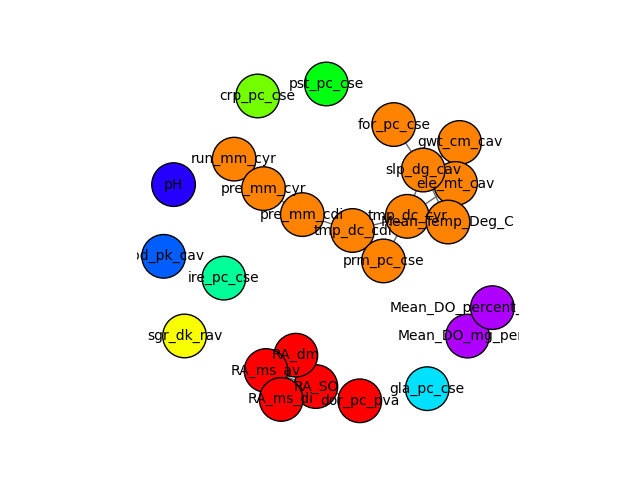 pst_pc_cse
crp_pc_cse
for_pc_cse
gwt_cm_cav
run_mm_cyr
slp_dg_cav
pH
pre_mm_cyr
ele_mt_cav
pre_mm_cdi
tmp_dc_cyr
Mean_Temp_Deg_C
tmp_dc_cdi
pd_pk_cav
prm_pc_cse
ire_pc_cse
Mean_DO_percent_
sgr_dk_rav
Mean_DO_mg_per
RA_dm
RA_ms_av
RA_SO
gla_pc_cse
RA_ms_di
dor_pc_pva